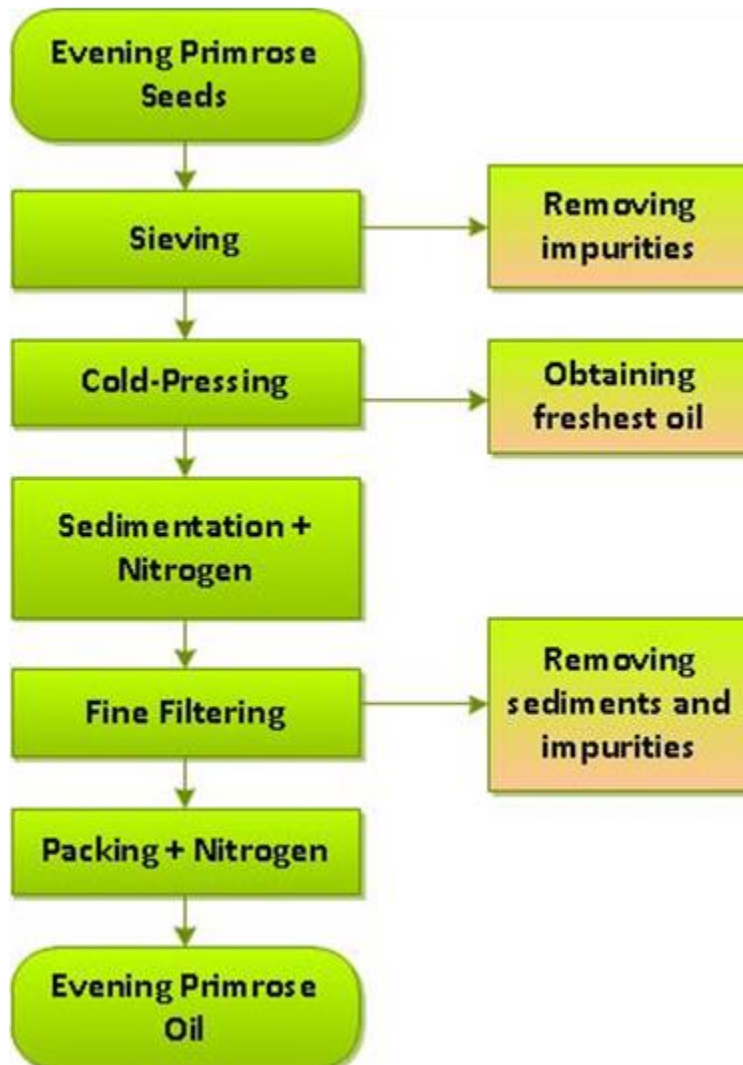 Evening Primrose
Seeds
Sieving
Removing
impurities
Cold-Pressing
Obtaining
freshest oil
Sedimentation +
Nitrogen
Fine Filtering
Removing
sediments and
impurities
Packing + Nitrogen
Evening Primrose
Oil